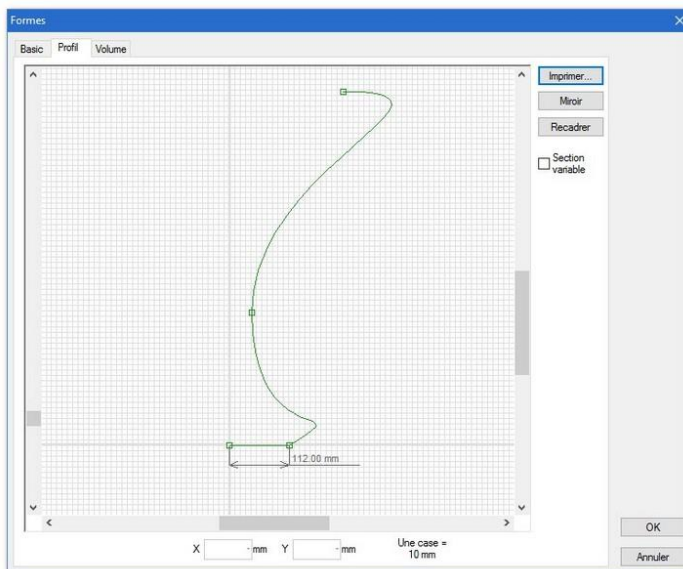 Formes
Basic
Profil
Volume
Imprimer...
Miroir
Recadrer
Section
variable
112.00 mm
X - mm Y - mm
Une case =
10 mm
OK
Annuler